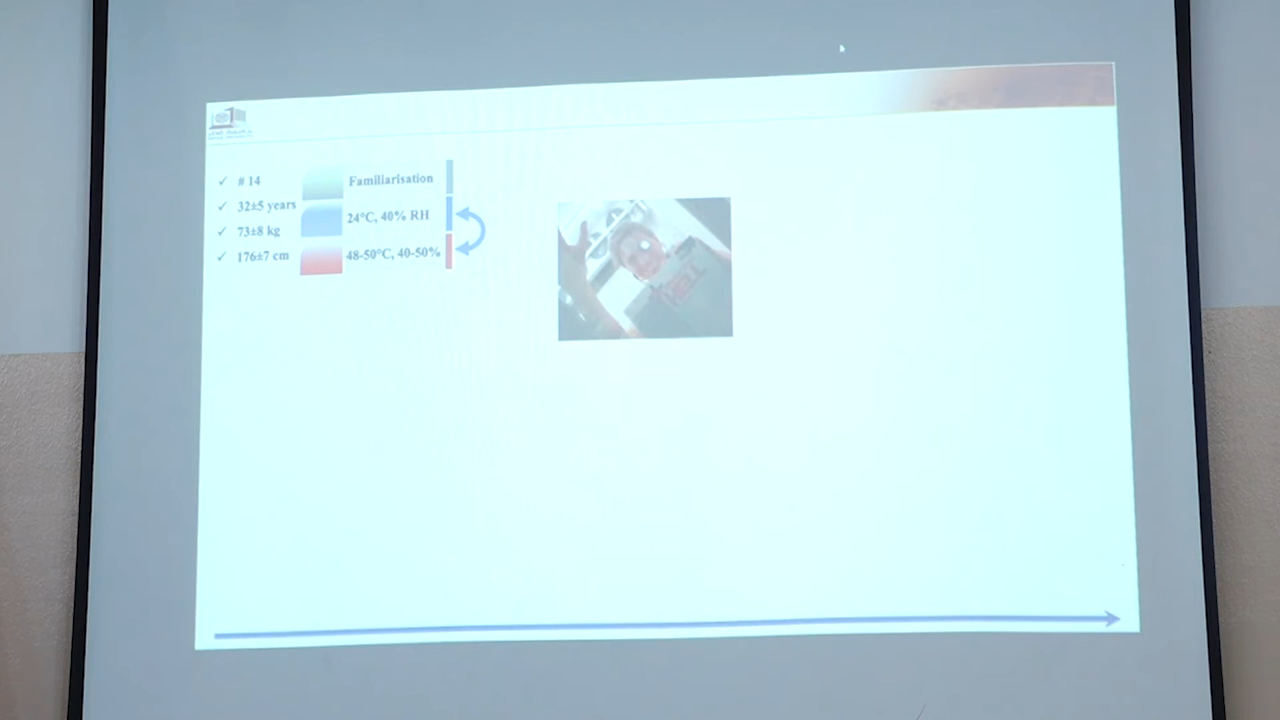 ✓ # 14
✓ 32±5 years
✓ 73±8 kg
✓ 176±7 cm
Familiarisation
24°C, 40% RH
48-50°C, 40-50%